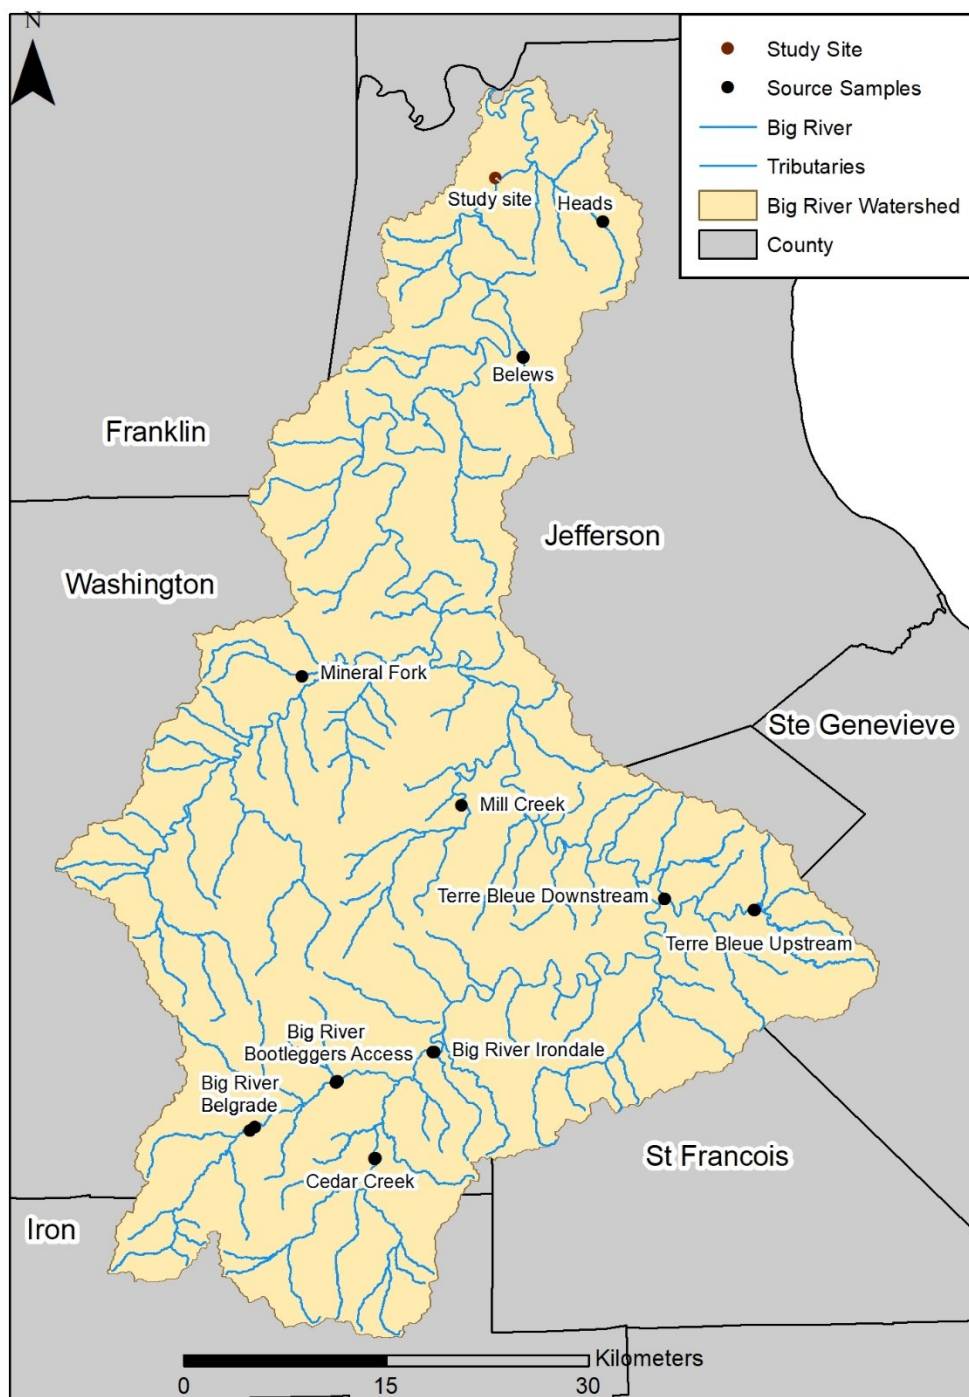 N
Study Site
Source Samples
Big River
Tributaries
Big River Watershed
County
Study site
Heads
Belews
Franklin
Jefferson
Washington
Mineral Fork
Ste Genevieve
Mill Creek
Terre Bleue Downstream
Terre Bleue Upstream
Big River
Bootleggers Access
Big River Irondale
Big River
Belgrade
Cedar Creek
St Francois
Iron
Kilometers
0 15 30